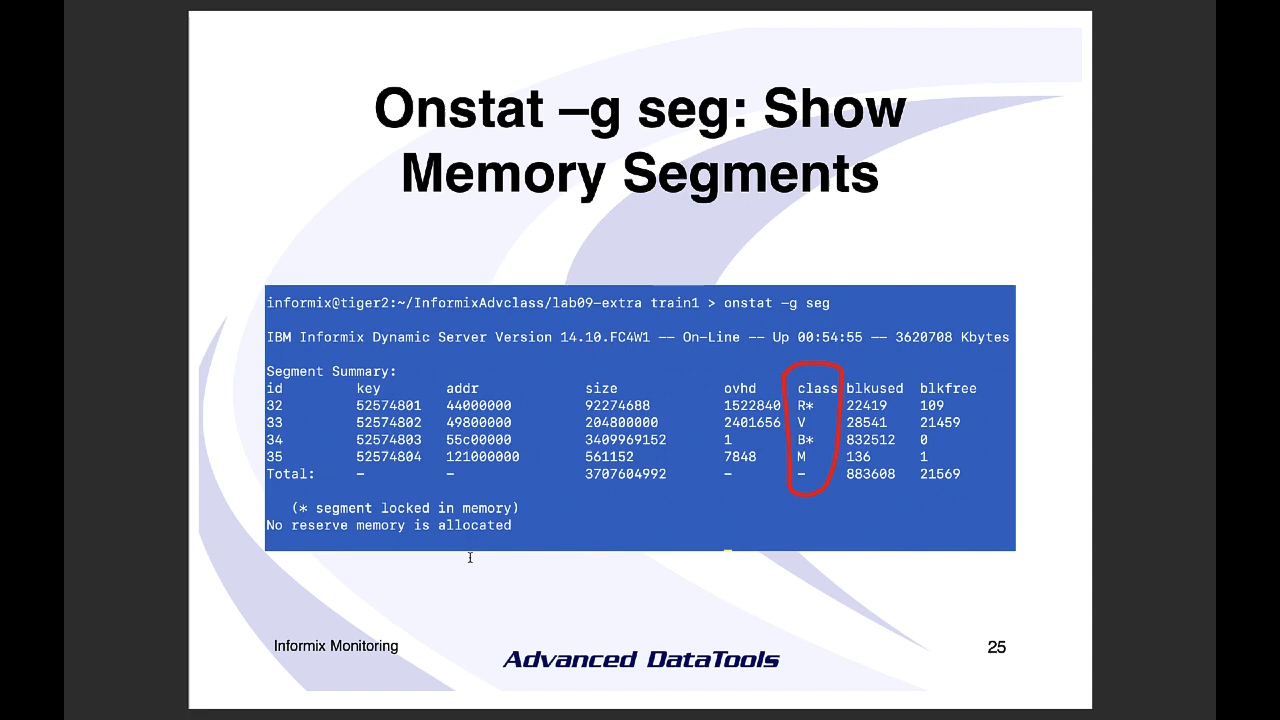 Onstat –g seg: Show
Memory Segments
informix@tiger2:~/InformixAdvclass/lab09-extra train1 > onstat -g seg
IBM Informix Dynamic Server Version 14.10.FC4W1 -- On-Line -- Up 00:54:55 -- 3620708 Kbytes
Segment Summary:
id key addr size ovhd class blkused blkfree
32 52574801 44000000 92274688 1522840 R* 22419 109
33 52574802 49800000 204800000 2401656 V 28541 21459
34 52574803 55c00000 3409969152 1 B* 832512 0
35 52574804 121000000 561152 7848 M 136 1
Total: - - 3707604992 - - 883608 21569
(* segment locked in memory)
No reserve memory is allocated
Informix Monitoring
Advanced DataTools
25